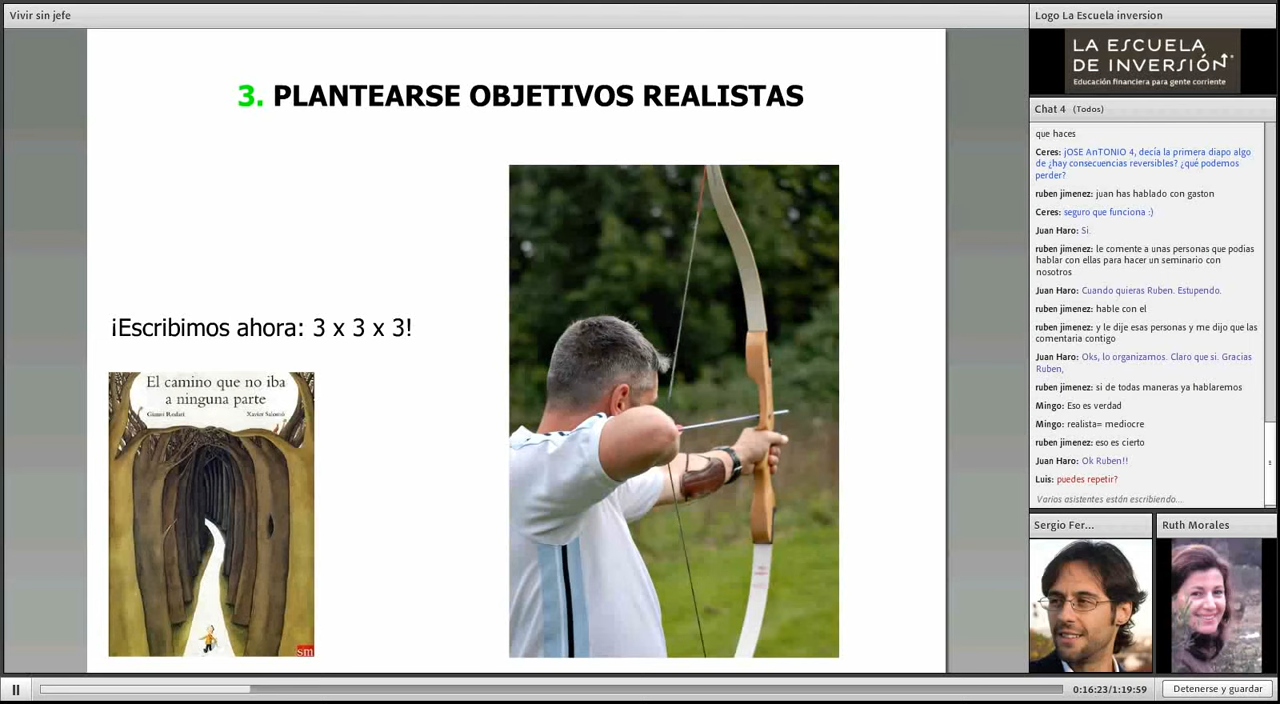 Vivir sin jefe
3. PLANTEARSE OBJETIVOS REALISTAS
¡Escribimos ahora: 3 x 3 x 3!
El camino que no iba
a ninguna parte
Gianni Rodari
Xavier Salomó
sm
Logo La Escuela inversion
LA ESCUELA
DE INVERSIÓN
Educación financiera para gente corriente
Chat 4 (Todos)
que haces
Ceres: jOSE AnTONIO 4, decía la primera diapo algo
de ¿hay consecuencias reversibles? ¿qué podemos
perder?
ruben jimenez: juan has hablado con gaston
Ceres: seguro que funciona :)
Juan Haro: Si.
ruben jimenez: le comente a unas personas que podias
hablar con ellas para hacer un seminario con
nosotros
Juan Haro: Cuando quieras Ruben. Estupendo.
ruben jimenez: hable con el
ruben jimenez: y le dije esas personas y me dijo que las
comentaria contigo
Juan Haro: Oks, lo organizamos. Claro que si. Gracias
Ruben,
ruben jimenez: si de todas maneras ya hablaremos
Mingo: Eso es verdad
Mingo: realista= mediocre
ruben jimenez: eso es cierto
Juan Haro: Ok Ruben!!
Luis: puedes repetir?
Varios asistentes están escribiendo...
Sergio Fer...
Ruth Morales
0:16:23/1:19:59
Detenerse y guardar